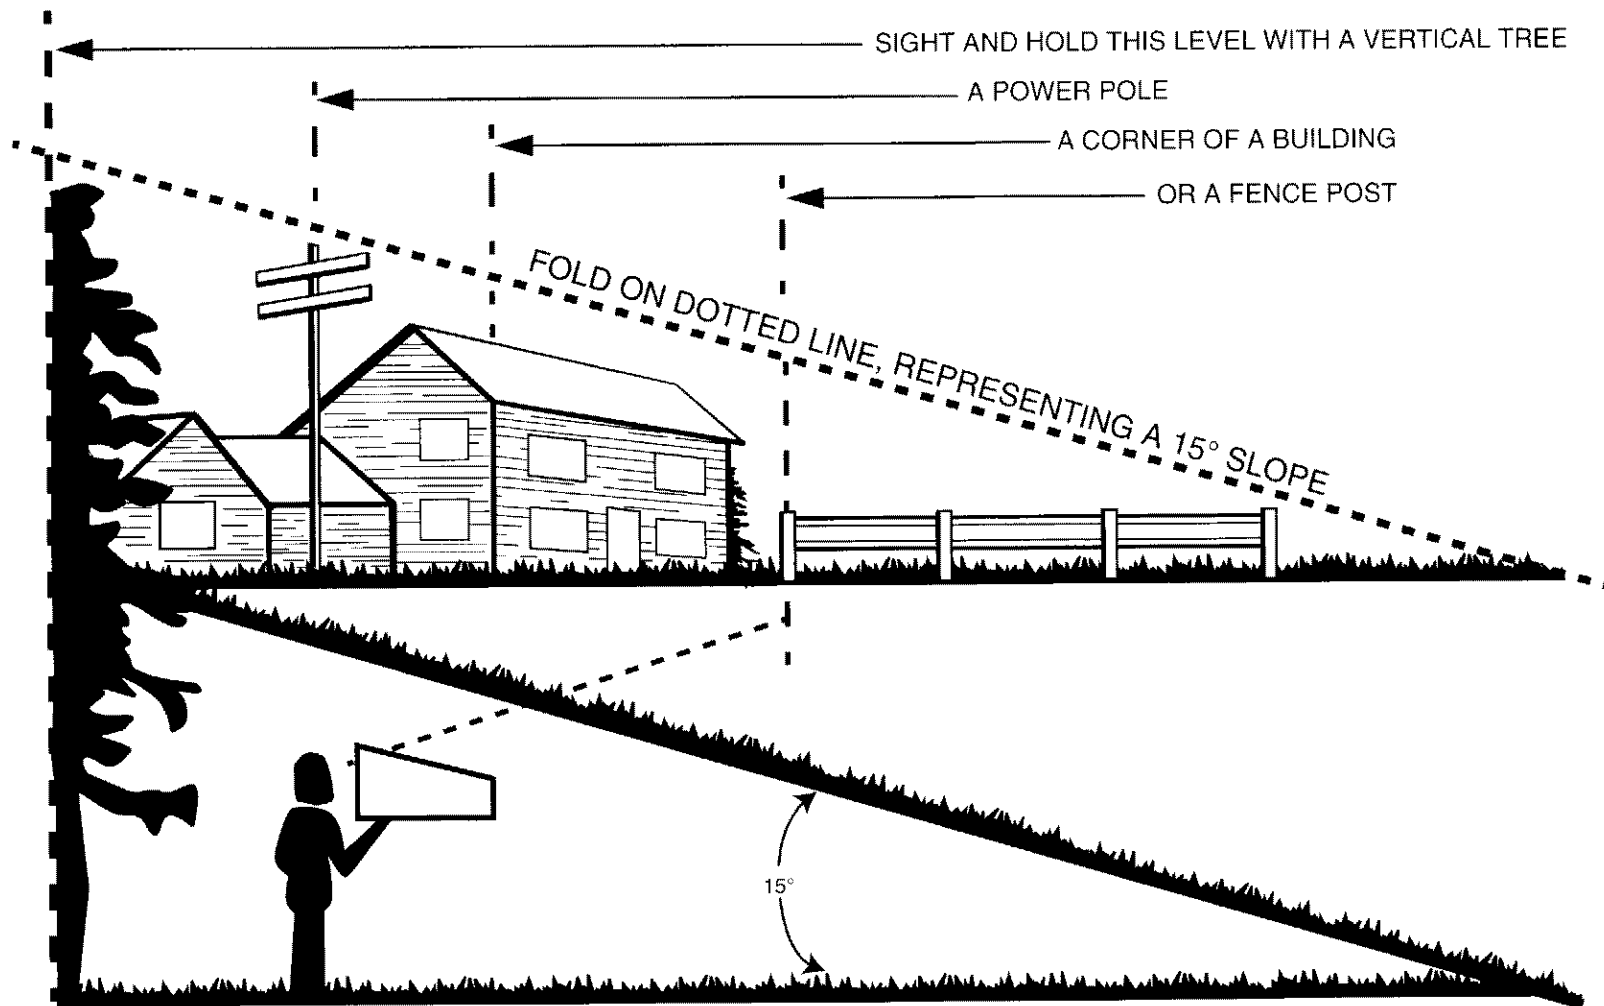 SIGHT AND HOLD THIS LEVEL WITH A VERTICAL TREE
A POWER POLE
A CORNER OF A BUILDING
OR A FENCE POST
FOLD ON DOTTED LINE, REPRESENTING A 15° SLOPE
15°